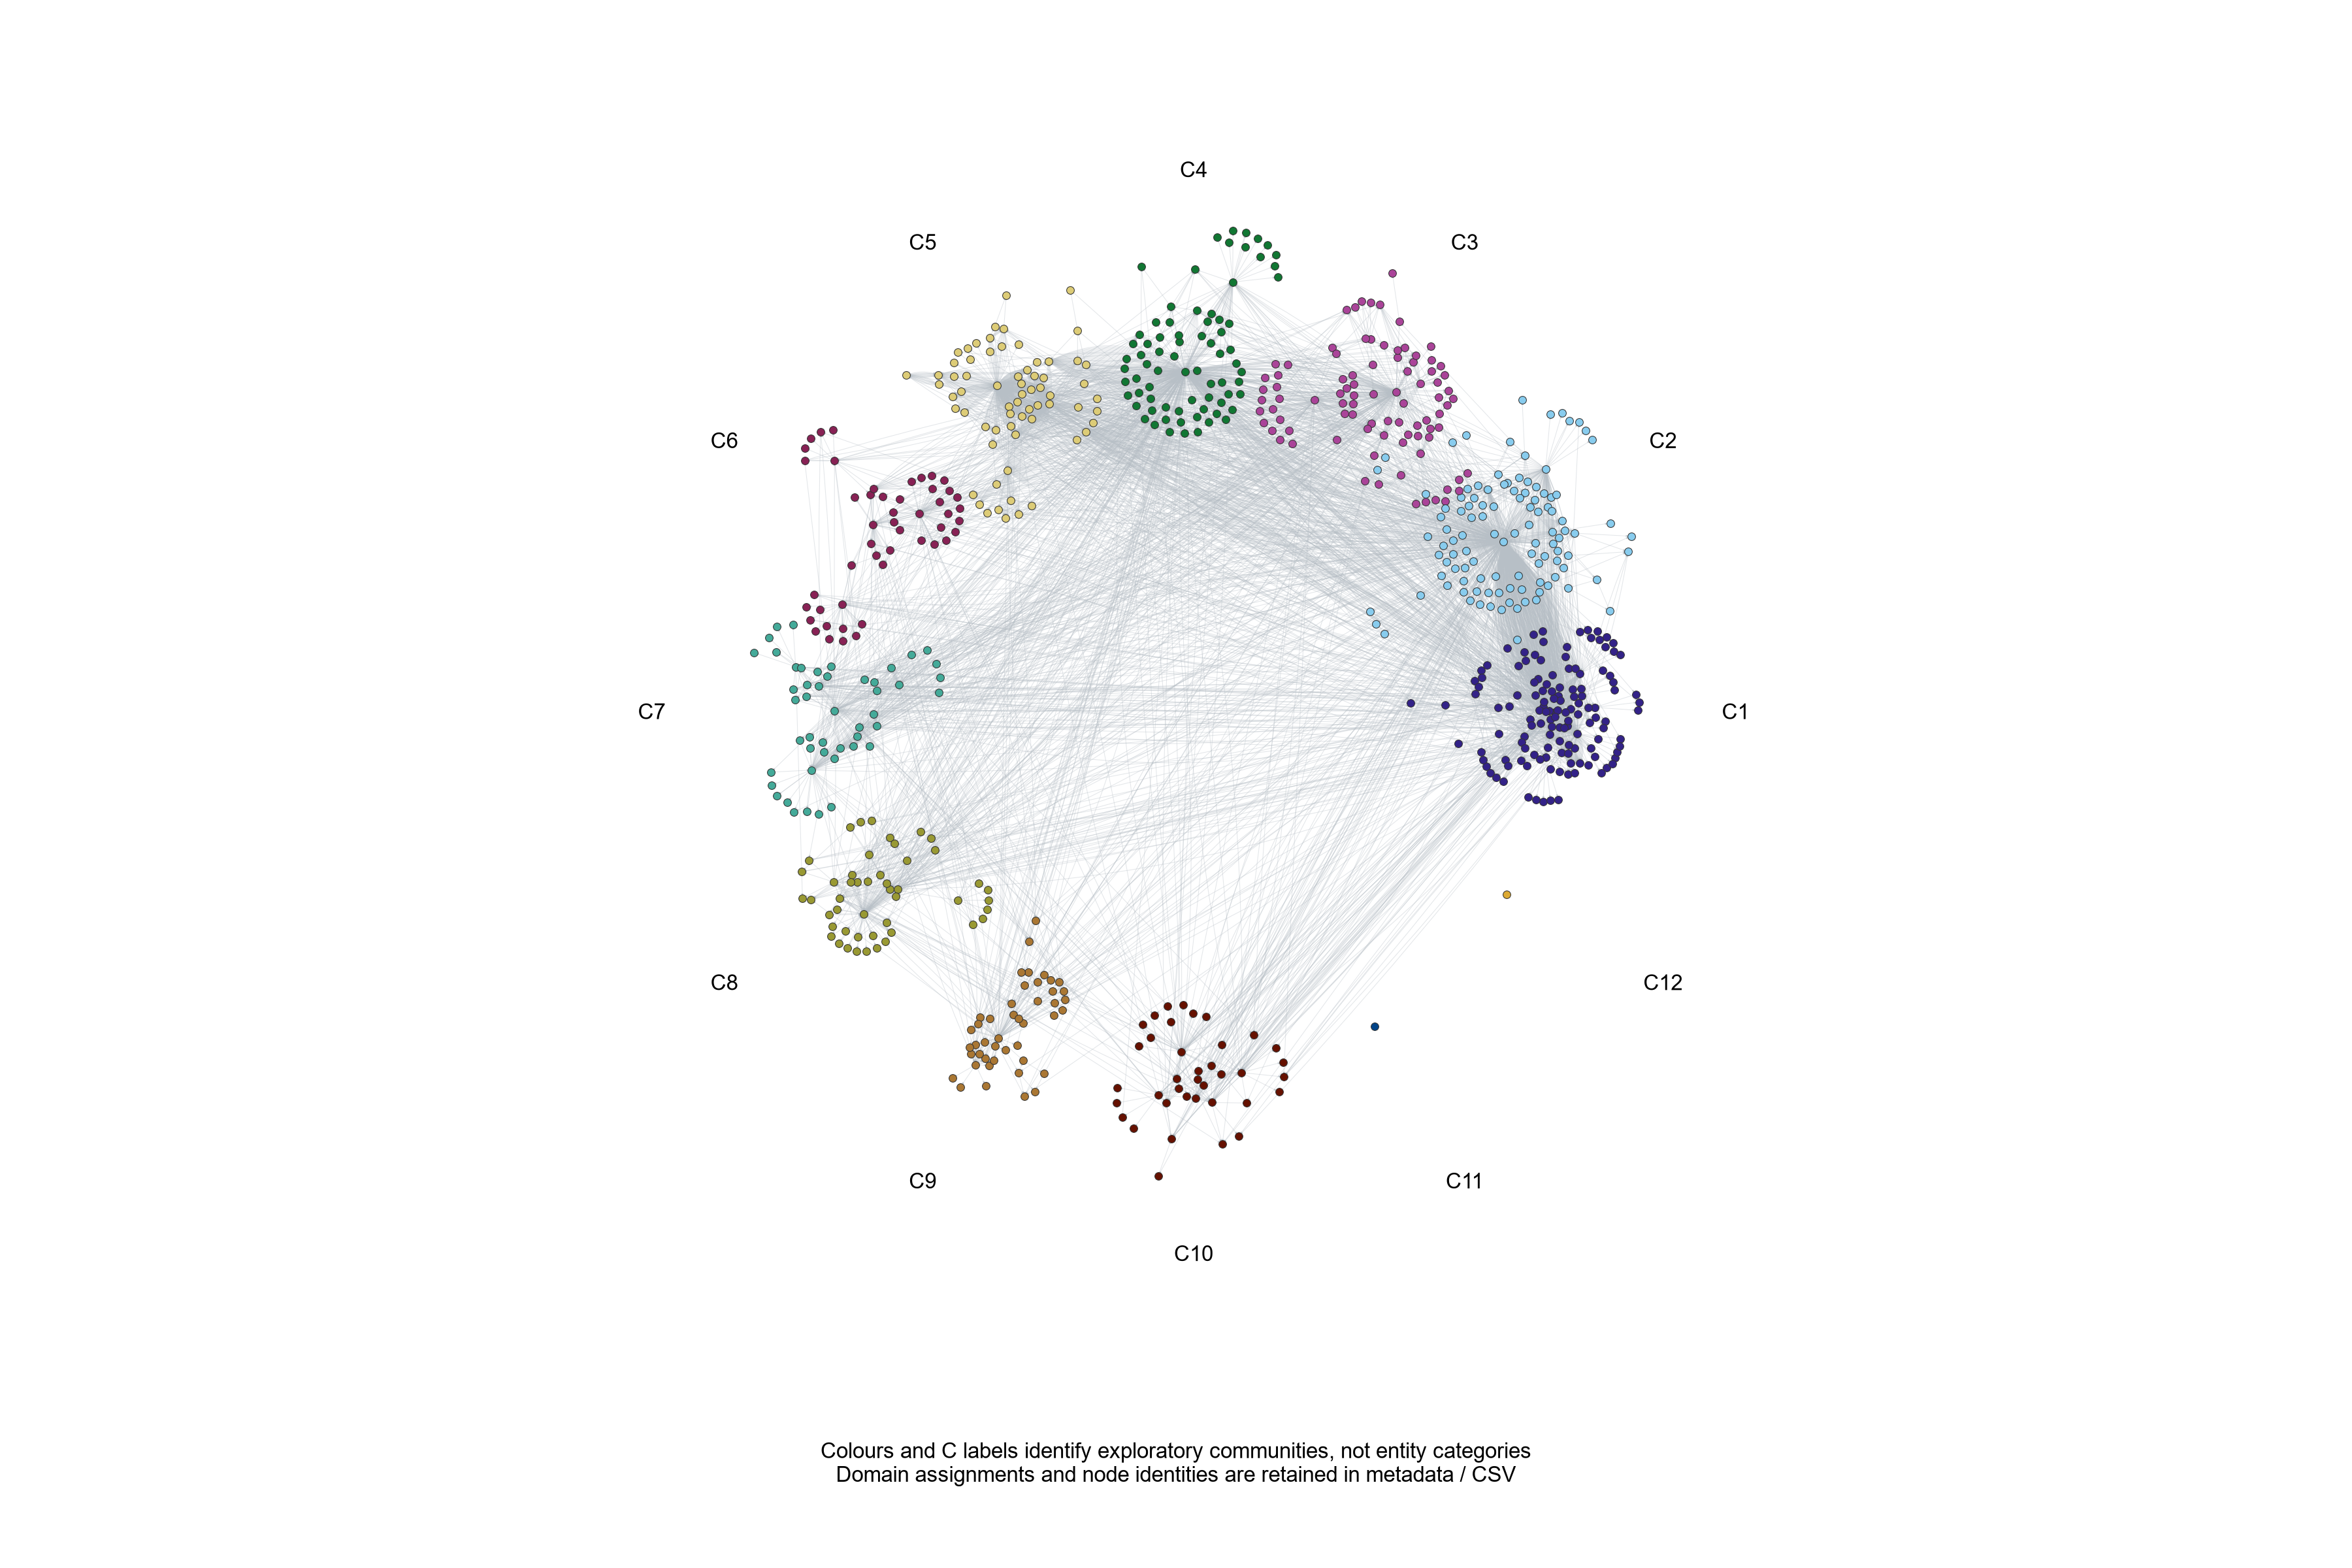 C4
C5
C3
C6
C2
C7
C1
C8
C12
C9
C11
C10
Colours and C labels identify exploratory communities, not entity categories
Domain assignments and node identities are retained in metadata / CSV